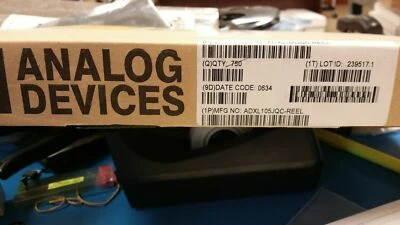 ANALOG
DEVICES
(Q)QTY: 750
(1T) LOT ID: 239517.1
(9D)DATE CODE: 0634
(1P)MFG NO: ADXL105JQC-REEL